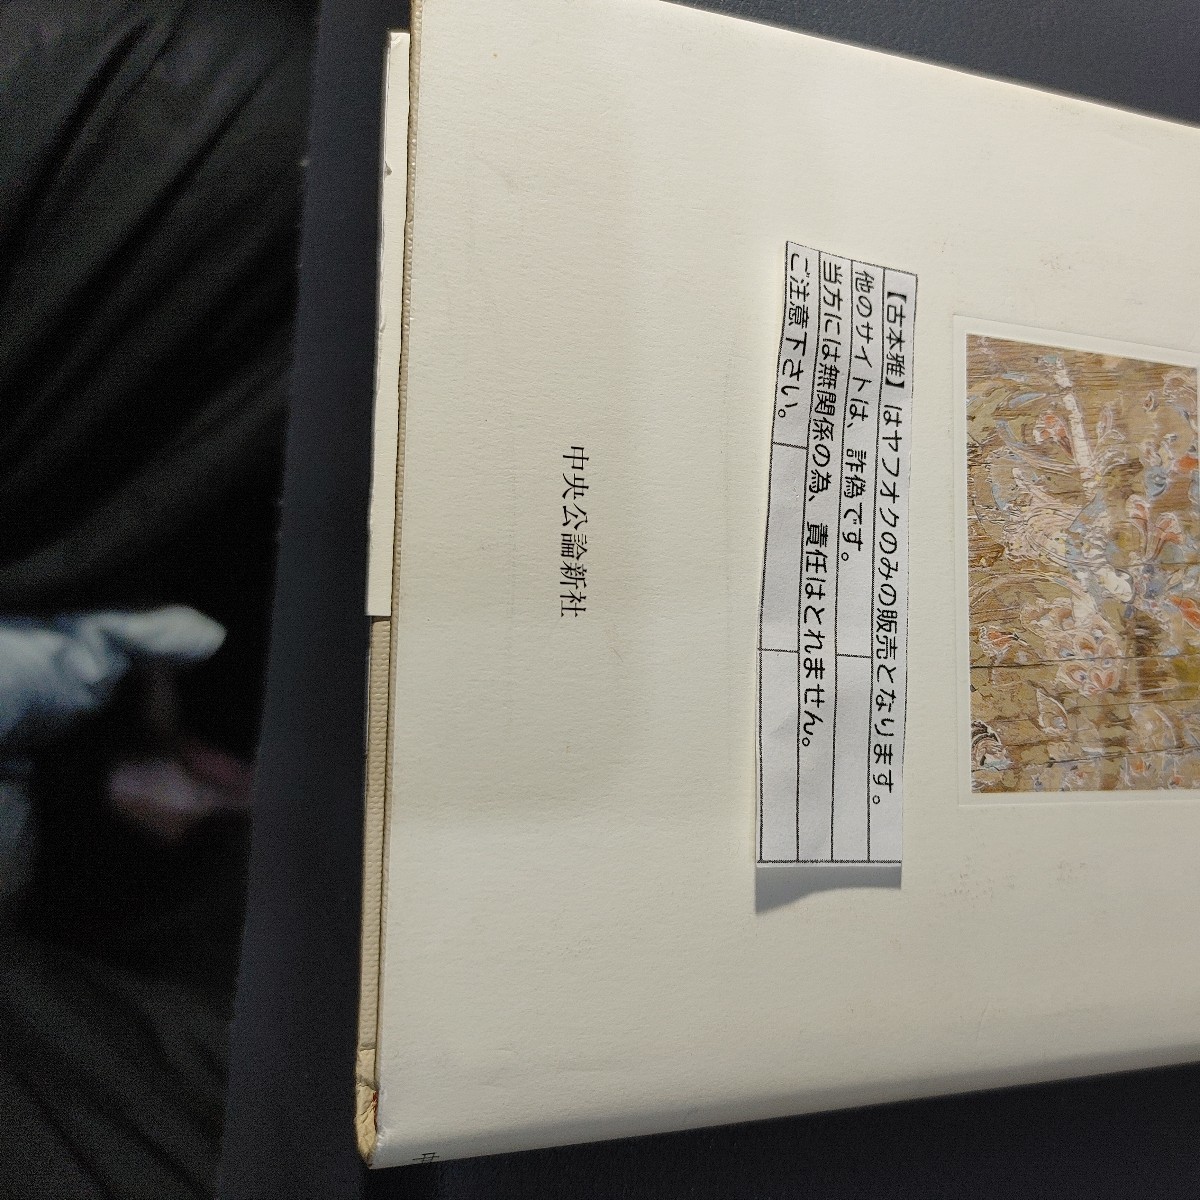 【古本雅】はヤフオクのみの販売となります。
他のサイトは、詐偽です。
当方には無関係の為、責任はとれません。
ご注意下さい。
中央公論新社
中